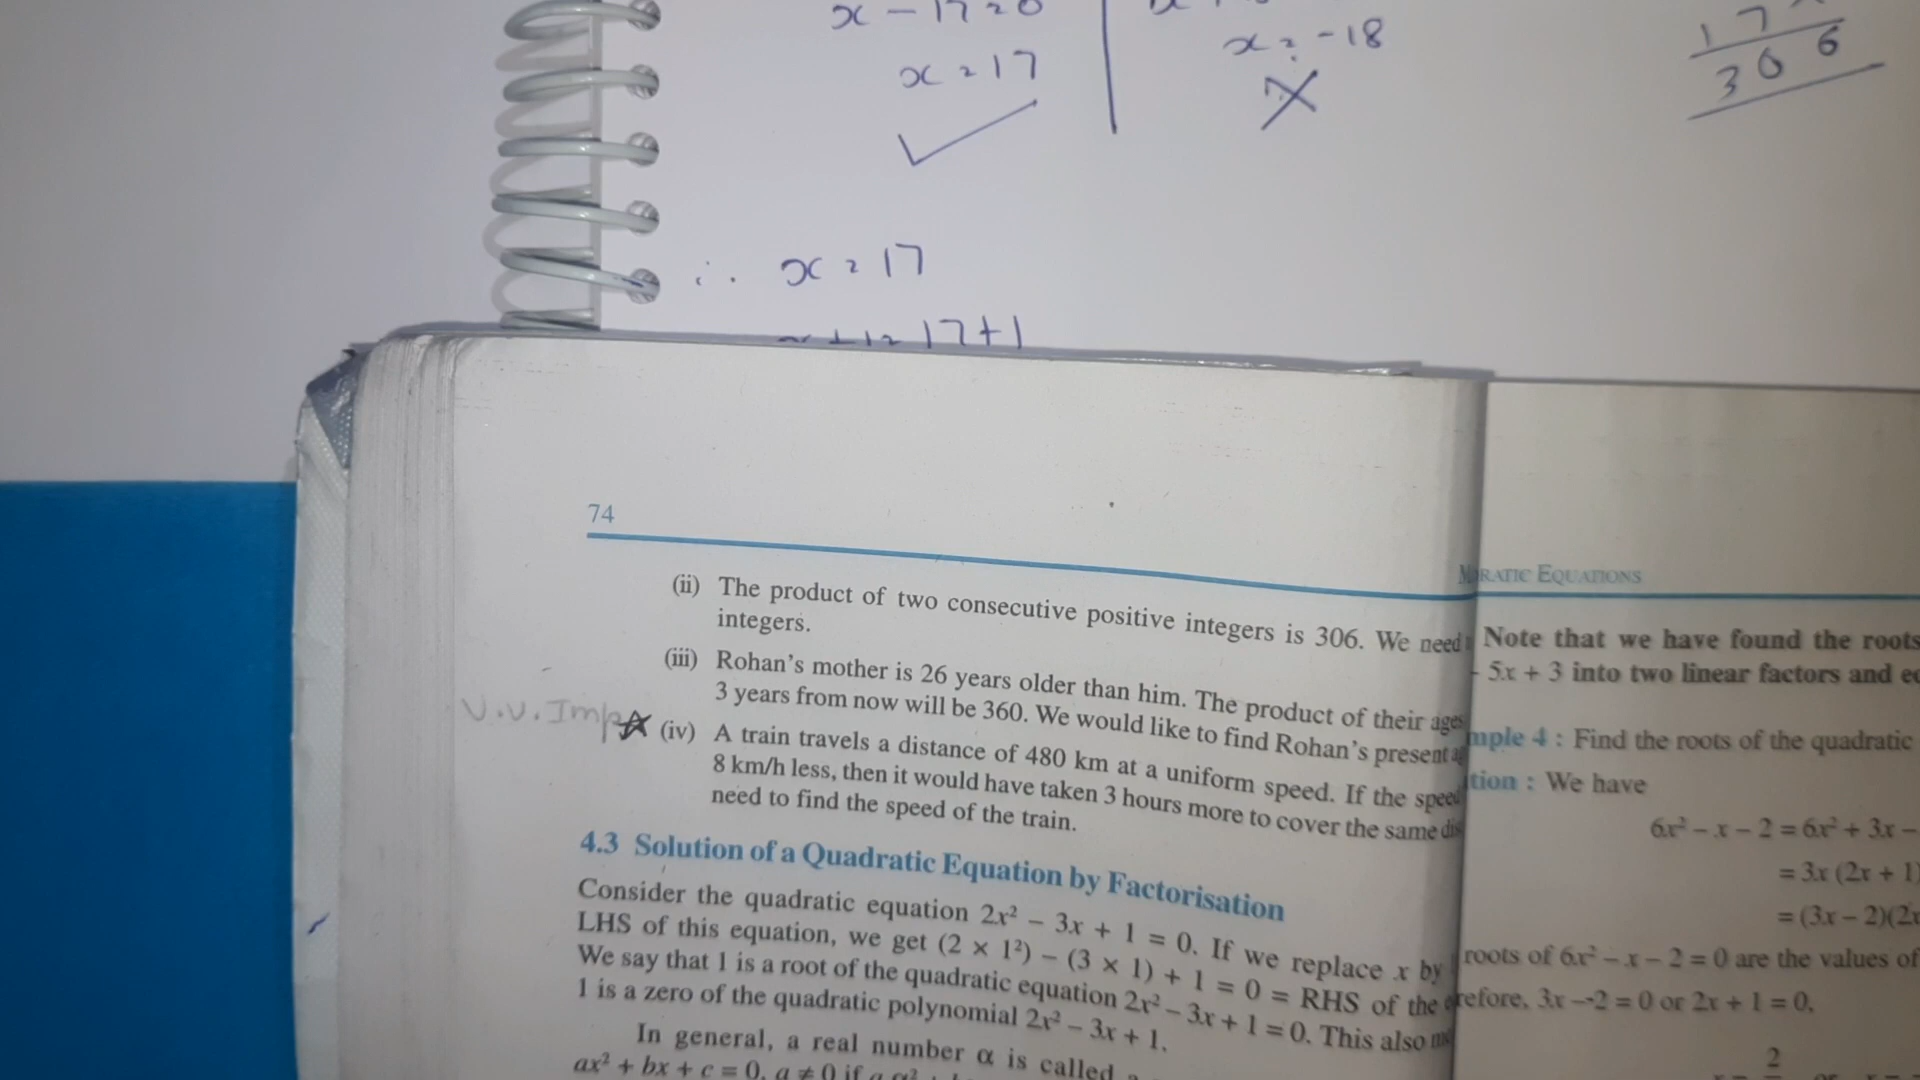 x - 17 = 0
x = 17
x = -18
17
306
∴ x = 17
17+1
74
(ii) The product of two consecutive positive integers is 306. We need
integers.
(iii) Rohan's mother is 26 years older than him. The product of their ages
3 years from now will be 360. We would like to find Rohan's present
V.V.Imp
(iv) A train travels a distance of 480 km at a uniform speed. If the speed
8 km/h less, then it would have taken 3 hours more to cover the same
need to find the speed of the train.
4.3 Solution of a Quadratic Equation by Factorisation
Consider the quadratic equation 2x² – 3x + 1 = 0. If we replace x by
LHS of this equation, we get (2 × 1²) – (3 × 1) + 1 = 0 = RHS of the
We say that 1 is a root of the quadratic equation 2x² – 3x + 1 = 0. This also
1 is a zero of the quadratic polynomial 2x² – 3x + 1.
In general, a real number α is called
ax² + bx + c = 0, a ≠ 0 if
RATIC EQUATIONS
Note that we have found the roots
- 5x + 3 into two linear factors and
mple 4 : Find the roots of the quadratic
tion : We have
6x² – x – 2 = 6x² + 3x –
= 3x (2x + 1)
= (3x – 2)(2x
roots of 6x² – x – 2 = 0 are the values of
refore, 3x – 2 = 0 or 2x + 1 = 0,
2